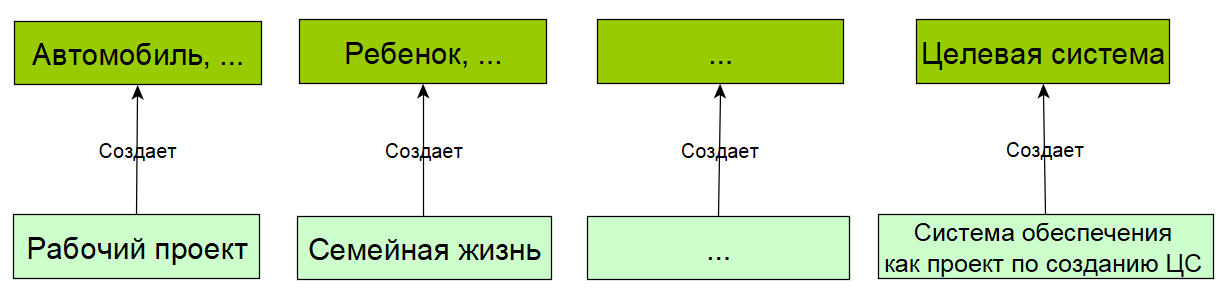 Автомобиль, ...
Ребенок, ...
...
Целевая система
Создает
Создает
Создает
Создает
Рабочий проект
Семейная жизнь
...
Система обеспечения
как проект по созданию ЦС